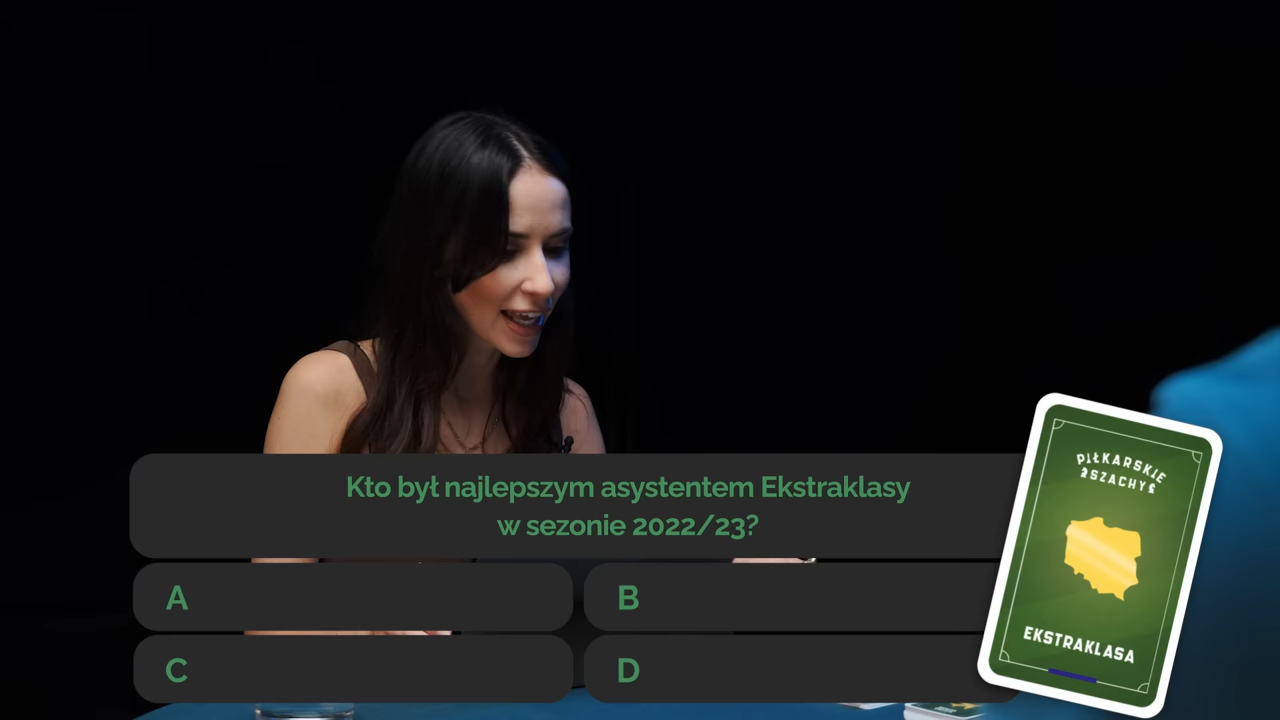 Kto był najlepszym asystentem Ekstraklasy
w sezonie 2022/23?
A
B
C
D
PIŁKARSKIE
SZACHY
EKSTRAKLASA